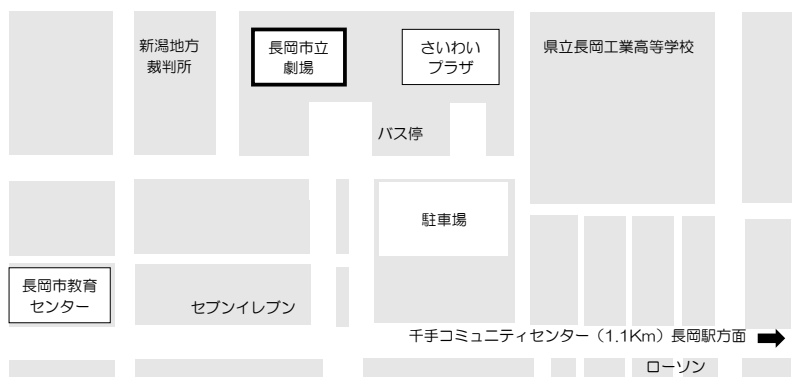 新潟地方
裁判所
長岡市立
劇場
さいわい
プラザ
県立長岡工業高等学校
バス停
駐車場
長岡市教育
センター
セブンイレブン
千手コミュニティセンター（1.1Km）長岡駅方面
ローソン